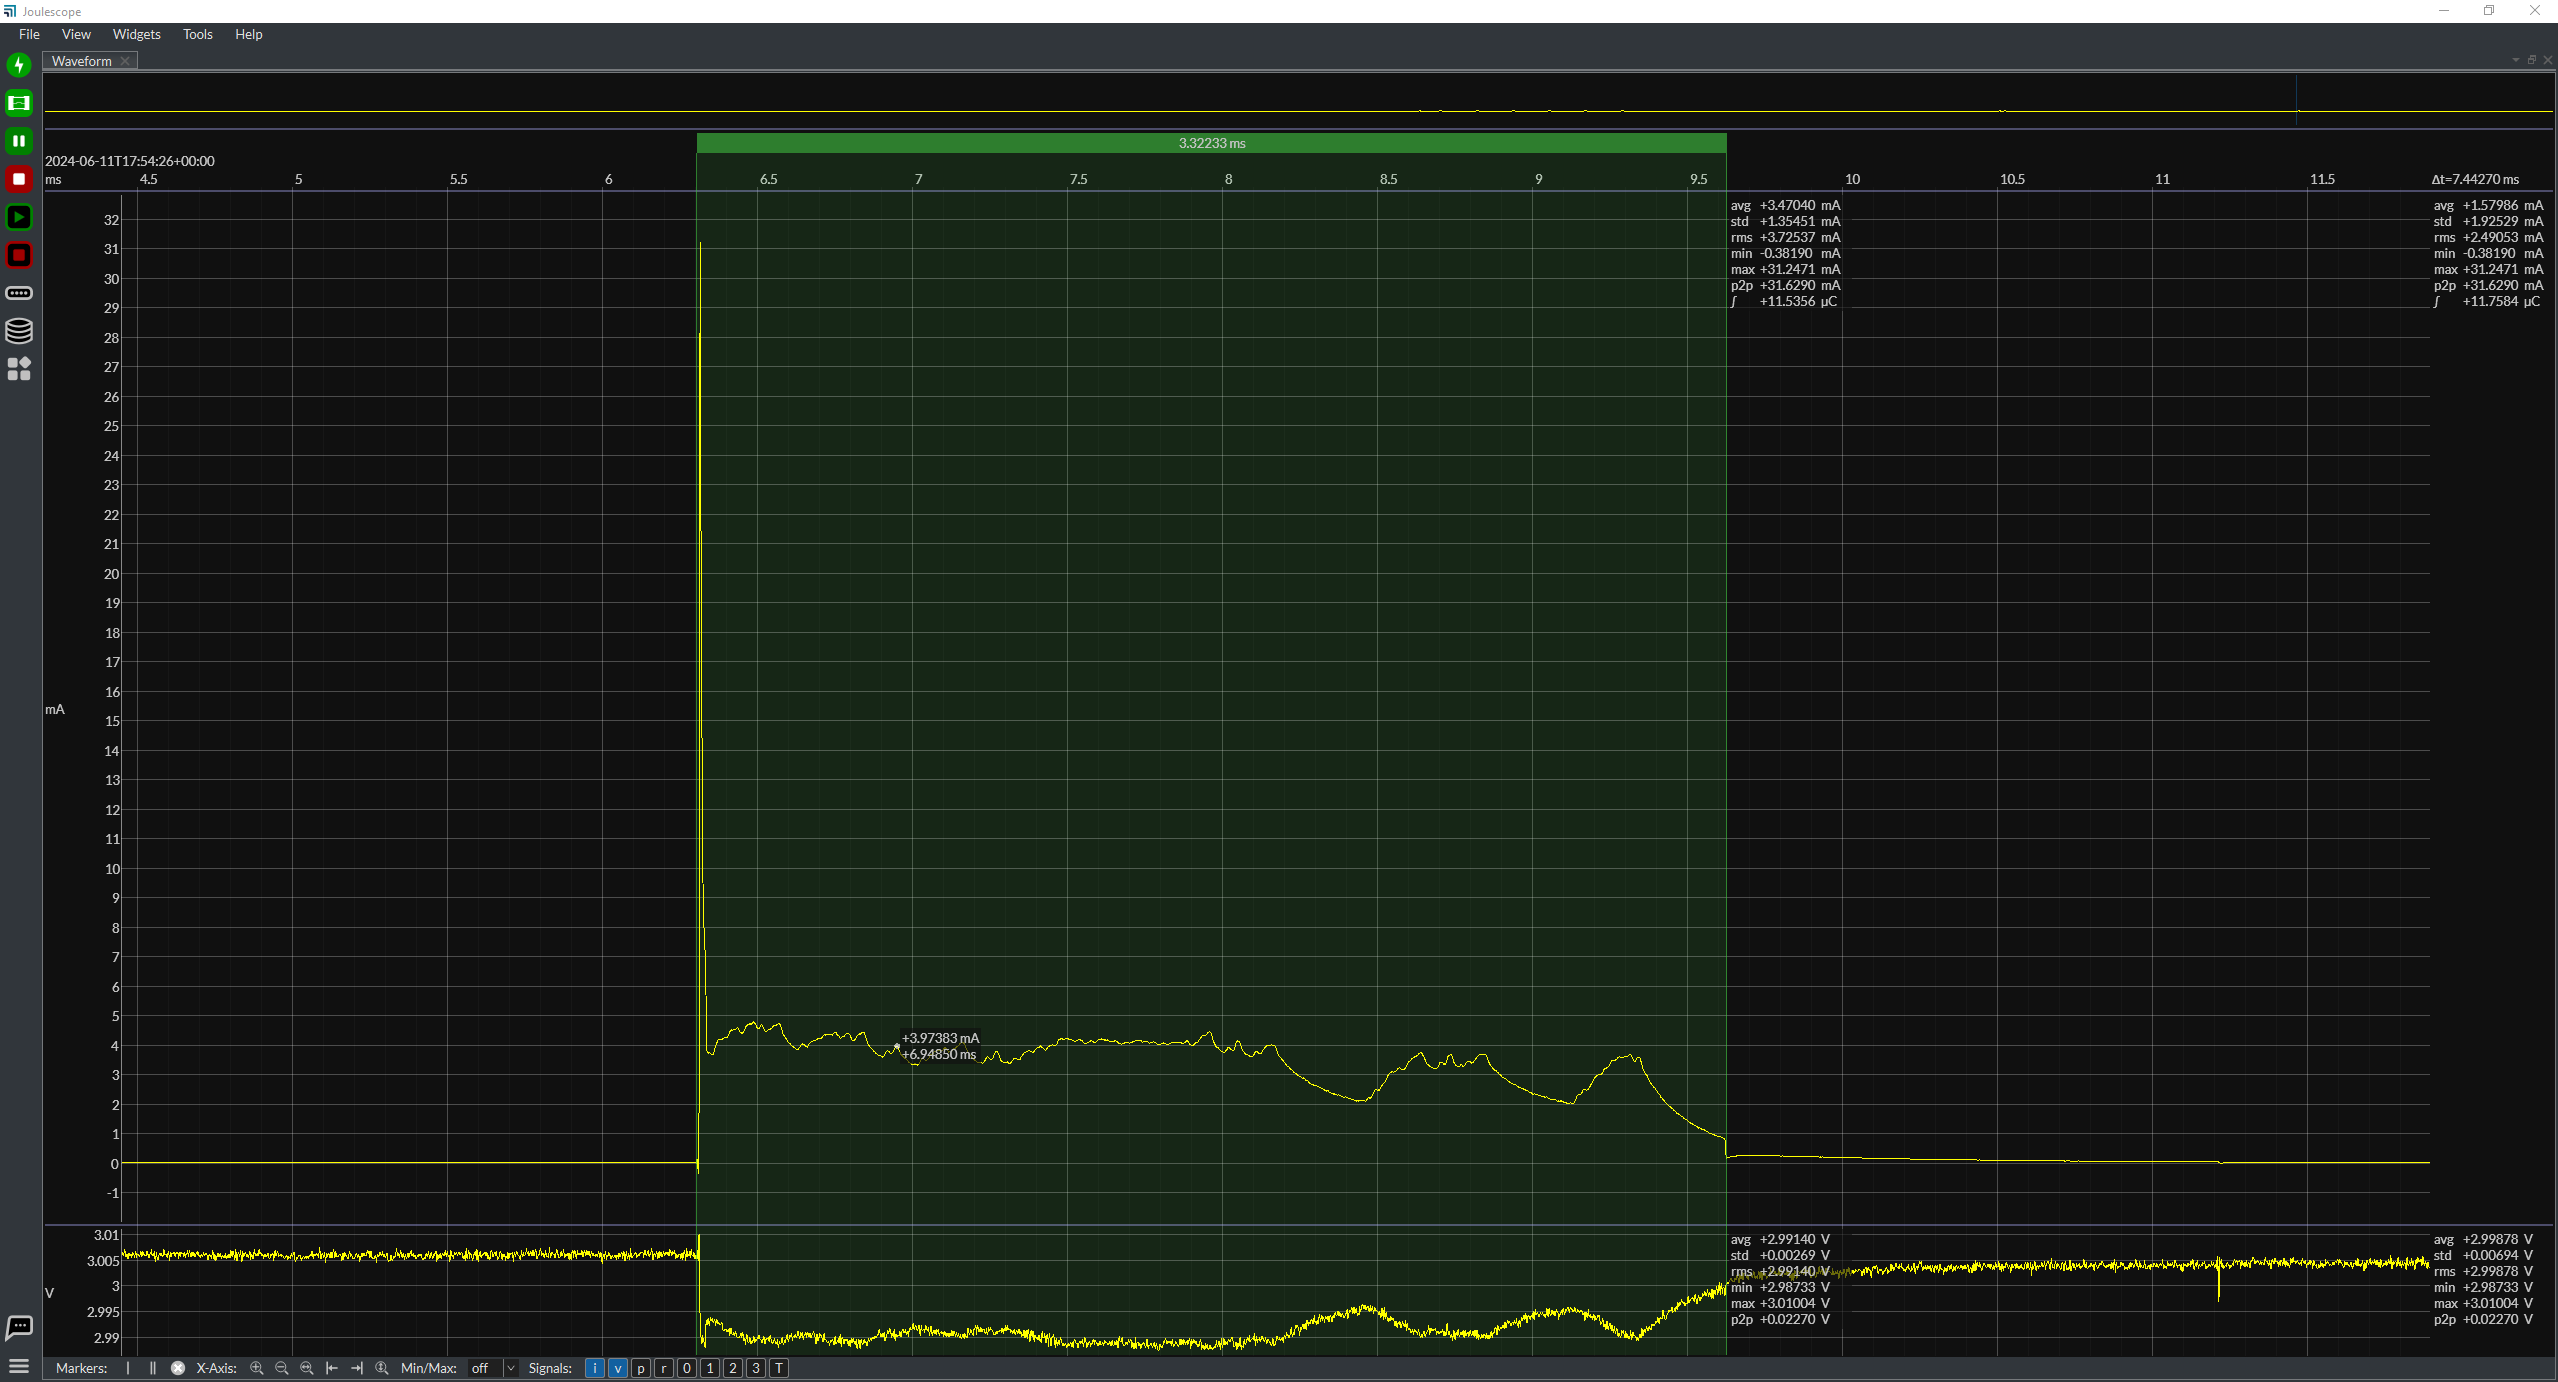 Joulescope
File View Widgets Tools Help
Waveform
3.32233 ms
2024-06-11T17:54:26+00:00
ms 4.5 5 5.5 6 6.5 7 7.5 8 8.5 9 9.5 10 10.5 11 11.5 Δt=7.44270 ms
32
31
30
29
28
27
26
25
24
23
22
21
20
19
18
17
16
15
14
13
12
11
10
9
8
7
6
5
4
3
2
1
0
-1
mA
avg +3.47040 mA
std +1.35451 mA
rms +3.72537 mA
min -0.38190 mA
max +31.2471 mA
p2p +31.6290 mA
∫ +11.5356 µC
avg +1.57986 mA
std +1.92529 mA
rms +2.49053 mA
min -0.38190 mA
max +31.2471 mA
p2p +31.6290 mA
∫ +11.7584 µC
+3.97383 mA
+6.94850 ms
3.01
3.005
3
2.995
2.99
V
avg +2.99140 V
std +0.00269 V
rms +2.99140 V
min +2.98733 V
max +3.01004 V
p2p +0.02270 V
avg +2.99878 V
std +0.00694 V
rms +2.99878 V
min +2.98733 V
max +3.01004 V
p2p +0.02270 V
Markers: X-Axis: Min/Max: off Signals: i v p r 0 1 2 3 T